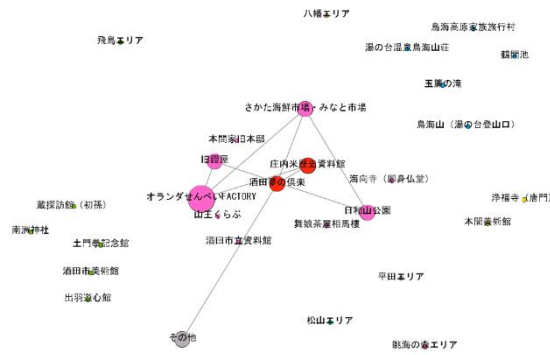 八幡エリア
鳥海高原家族旅行村
飛鳥エリア
湯の台温泉鳥海山荘
鶴間池
玉簾の滝
さかた海鮮市場・みなと市場
鳥海山（湯の台登山口）
本間家旧本邸
旧鐙屋
庄内米歴史資料館
酒田夢の倶楽
海向寺（即身仏堂）
オランダせんべいFACTORY
浄福寺（唐門）
蔵探訪館（初孫）
山王くらぶ
日和山公園
舞娘茶屋相馬樓
本間美術館
南洲神社
土門拳記念館
酒田市立資料館
酒田市美術館
平田エリア
出羽遊心館
松山エリア
その他
眺海の森エリア